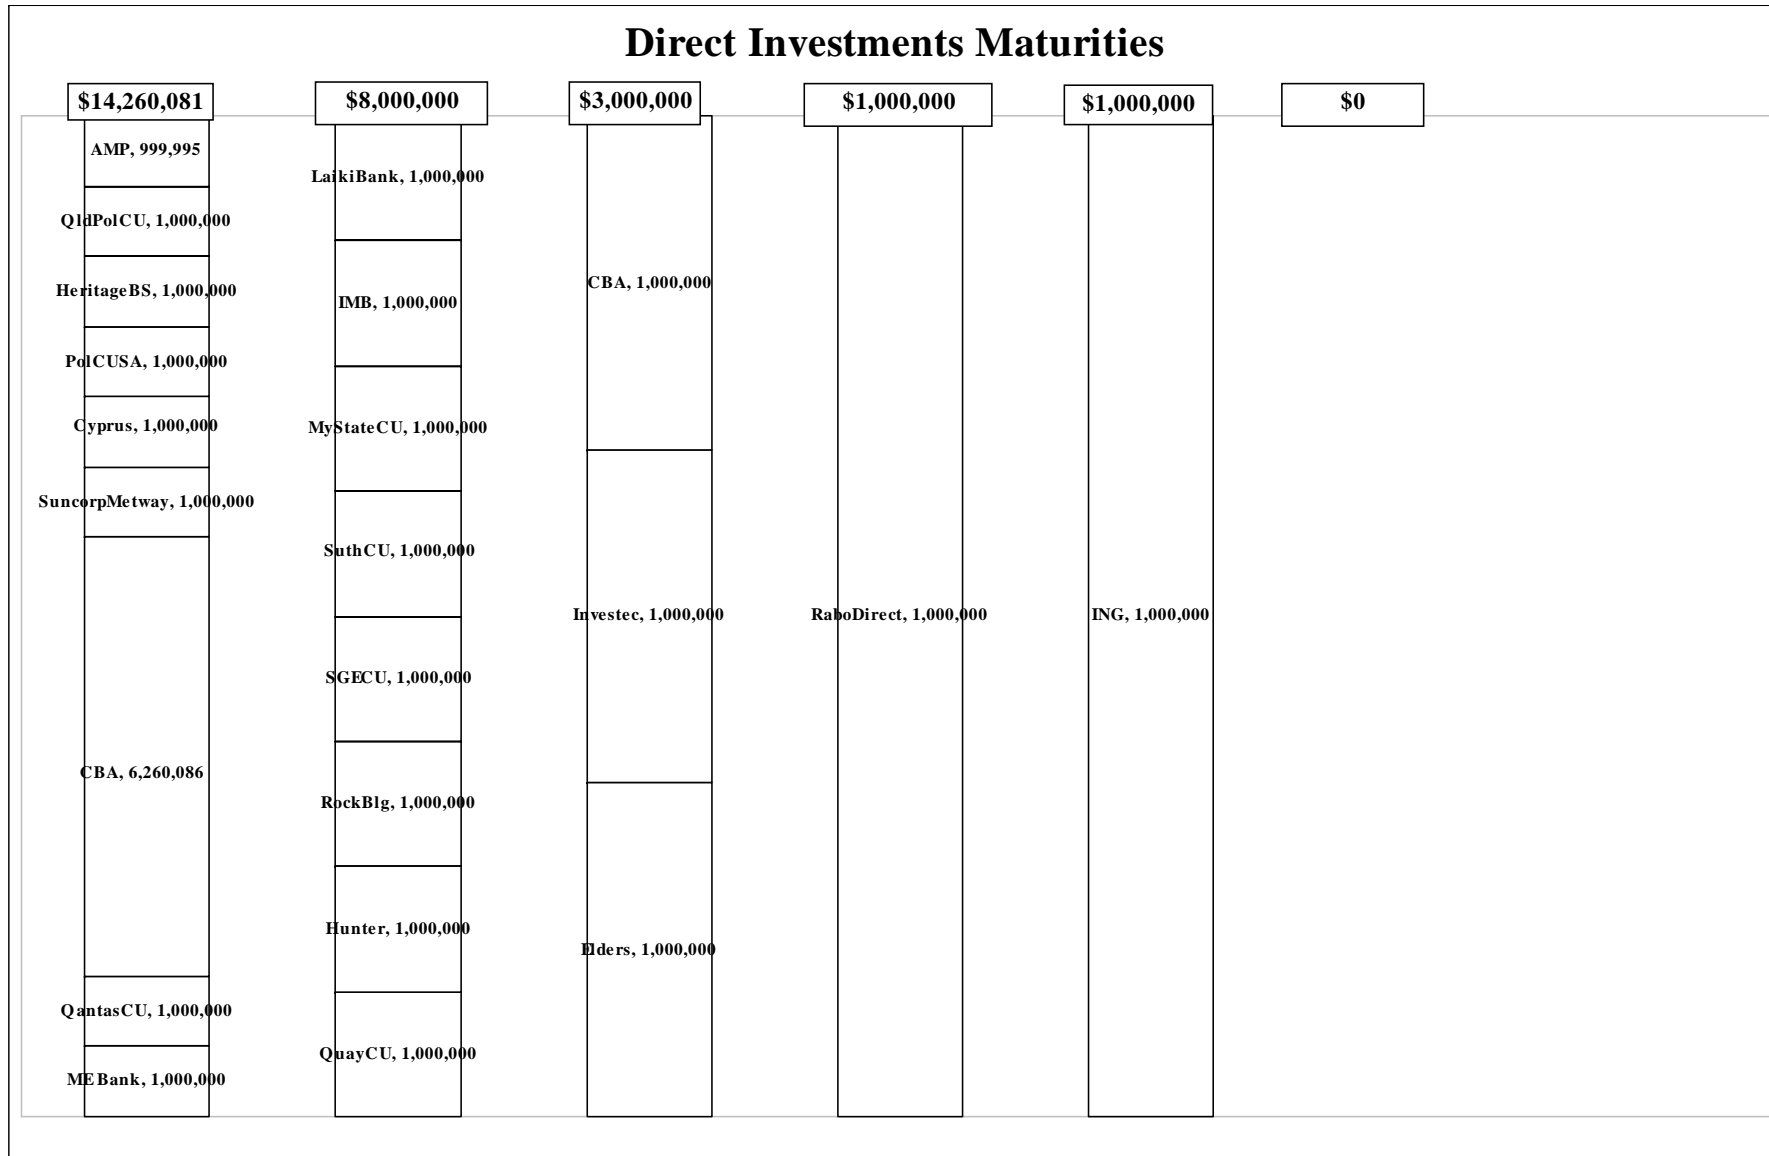 Direct Investments Maturities
$14,260,081
$8,000,000
$3,000,000
$1,000,000
$1,000,000
$0
AMP, 999,995
QldPolCU, 1,000,000
HeritageBS, 1,000,000
PolCUSA, 1,000,000
Cyprus, 1,000,000
SuncorpMetway, 1,000,000
CBA, 6,260,086
QantasCU, 1,000,000
MEBank, 1,000,000
LaikiBank, 1,000,000
IMB, 1,000,000
MyStateCU, 1,000,000
SuthCU, 1,000,000
SGECU, 1,000,000
RockBlg, 1,000,000
Hunter, 1,000,000
QuayCU, 1,000,000
CBA, 1,000,000
Investec, 1,000,000
Elders, 1,000,000
RaboDirect, 1,000,000
ING, 1,000,000